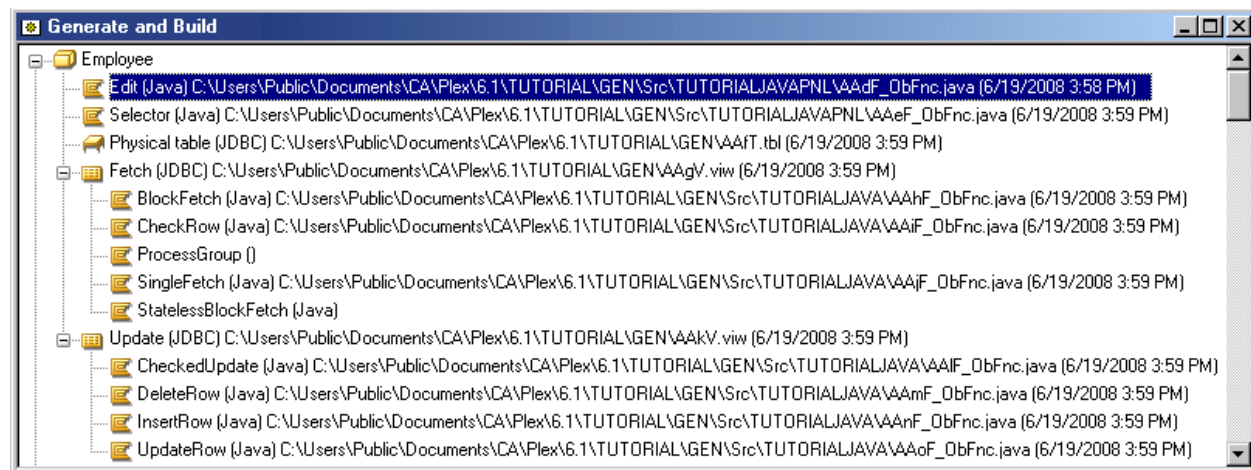 Generate and Build
Employee
Edit (Java) C:\Users\Public\Documents\CA\Plex\6.1\TUTORIAL\GEN\Src\TUTORIALJAVAPNL\AAdF_ObFnc.java (6/19/2008 3:58 PM)
Selector (Java) C:\Users\Public\Documents\CA\Plex\6.1\TUTORIAL\GEN\Src\TUTORIALJAVAPNL\AAeF_ObFnc.java (6/19/2008 3:59 PM)
Physical table (JDBC) C:\Users\Public\Documents\CA\Plex\6.1\TUTORIAL\GEN\AAfT.tbl (6/19/2008 3:59 PM)
Fetch (JDBC) C:\Users\Public\Documents\CA\Plex\6.1\TUTORIAL\GEN\AAgV.viw (6/19/2008 3:59 PM)
BlockFetch (Java) C:\Users\Public\Documents\CA\Plex\6.1\TUTORIAL\GEN\Src\TUTORIALJAVA\AAhF_ObFnc.java (6/19/2008 3:59 PM)
CheckRow (Java) C:\Users\Public\Documents\CA\Plex\6.1\TUTORIAL\GEN\Src\TUTORIALJAVA\AAiF_ObFnc.java (6/19/2008 3:59 PM)
ProcessGroup ()
SingleFetch (Java) C:\Users\Public\Documents\CA\Plex\6.1\TUTORIAL\GEN\Src\TUTORIALJAVA\AAjF_ObFnc.java (6/19/2008 3:59 PM)
StatelessBlockFetch (Java)
Update (JDBC) C:\Users\Public\Documents\CA\Plex\6.1\TUTORIAL\GEN\AAkV.viw (6/19/2008 3:59 PM)
CheckedUpdate (Java) C:\Users\Public\Documents\CA\Plex\6.1\TUTORIAL\GEN\Src\TUTORIALJAVA\AAlF_ObFnc.java (6/19/2008 3:59 PM)
DeleteRow (Java) C:\Users\Public\Documents\CA\Plex\6.1\TUTORIAL\GEN\Src\TUTORIALJAVA\AAmF_ObFnc.java (6/19/2008 3:59 PM)
InsertRow (Java) C:\Users\Public\Documents\CA\Plex\6.1\TUTORIAL\GEN\Src\TUTORIALJAVA\AAnF_ObFnc.java (6/19/2008 3:59 PM)
UpdateRow (Java) C:\Users\Public\Documents\CA\Plex\6.1\TUTORIAL\GEN\Src\TUTORIALJAVA\AAoF_ObFnc.java (6/19/2008 3:59 PM)